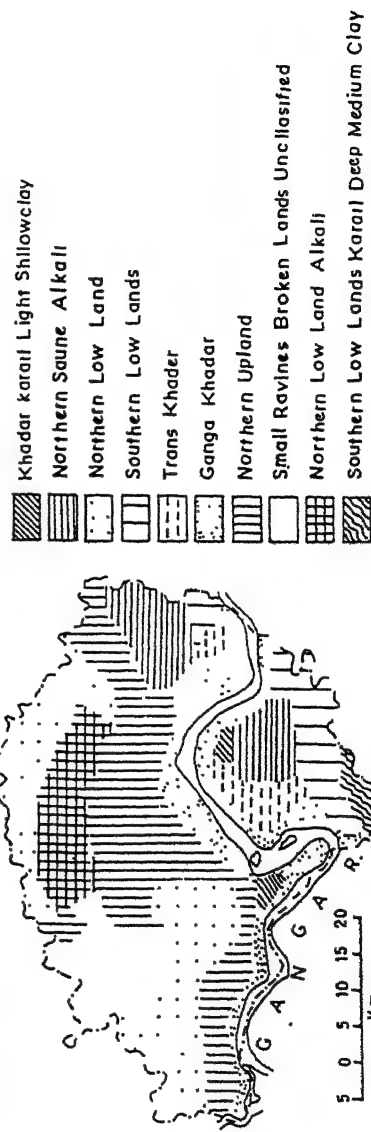 Khadar karail Light Shillowclay
Northern Saune Alkali
Northern Low Land
Southern Low Lands
Trans Khader
Ganga Khadar
Northern Upland
Small Ravines Broken Lands Uncllasified
Northern Low Land Alkali
Southern Low Lands Karail Deep Medium Clay
G A N G A R.
5 0 5 10 15 20